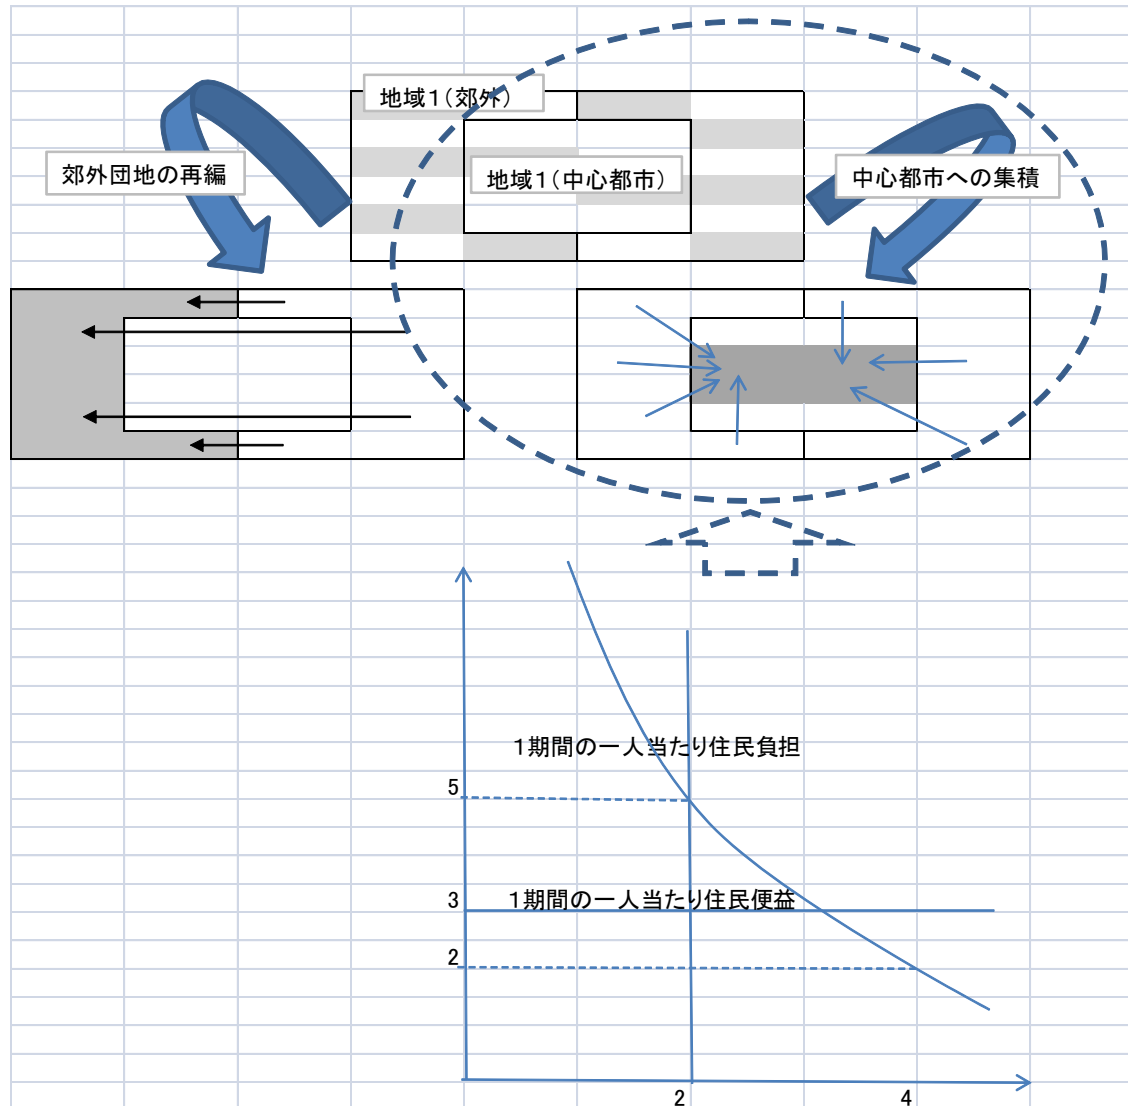 地域１（郊外）
郊外団地の再編
地域１（中心都市）
中心都市への集積
１期間の一人当たり住民負担
5
3
１期間の一人当たり住民便益
2
2
4